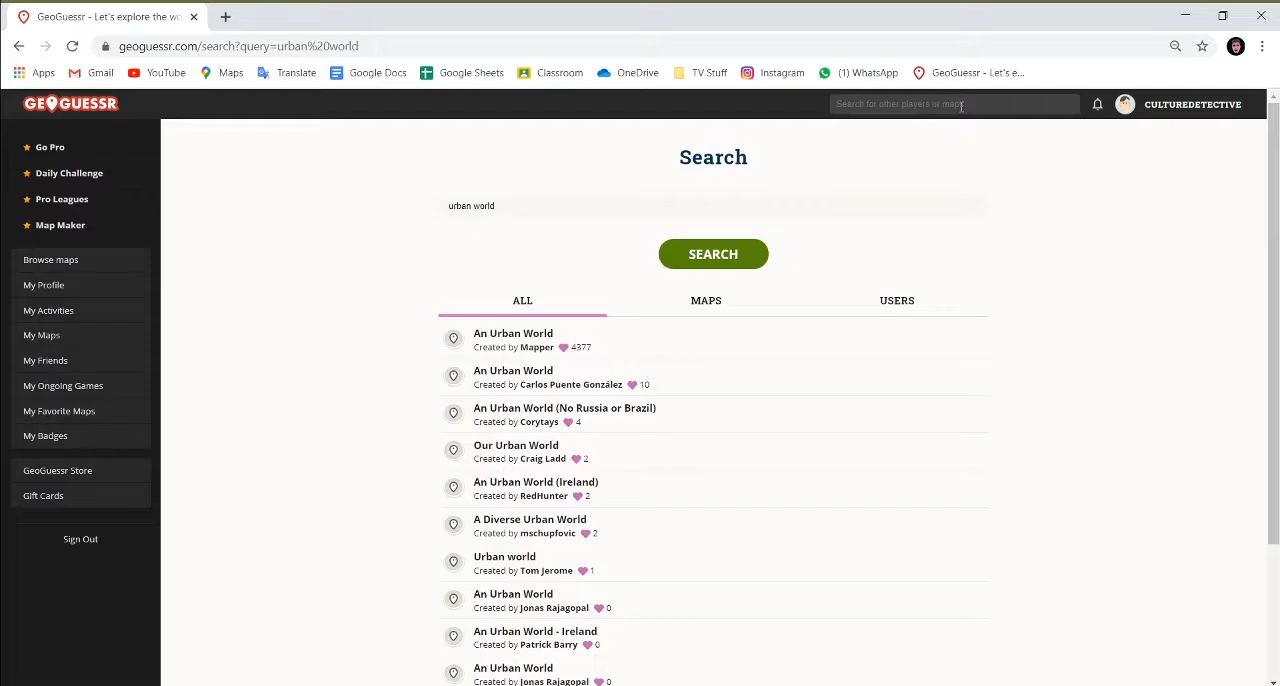 GeoGuessr - Let's explore the wo
geoguessr.com/search?query=urban%20world
Apps Gmail YouTube Maps Translate Google Docs Google Sheets Classroom OneDrive TV Stuff Instagram (1) WhatsApp GeoGuessr - Let's e...
GEOGUESSR
Search for other players or maps
CULTUREDETECTIVE
Go Pro
Daily Challenge
Pro Leagues
Map Maker
Browse maps
My Profile
My Activities
My Maps
My Friends
My Ongoing Games
My Favorite Maps
My Badges
GeoGuessr Store
Gift Cards
Sign Out
Search
urban world
SEARCH
ALL MAPS USERS
An Urban World
Created by Mapper 4377
An Urban World
Created by Carlos Puente González 10
An Urban World (No Russia or Brazil)
Created by Corytays 4
Our Urban World
Created by Craig Ladd 2
An Urban World (Ireland)
Created by RedHunter 2
A Diverse Urban World
Created by mschupfovic 2
Urban world
Created by Tom Jerome 1
An Urban World
Created by Jonas Rajagopal 0
An Urban World - Ireland
Created by Patrick Barry 0
An Urban World
Created by Jonas Rajagopal 0